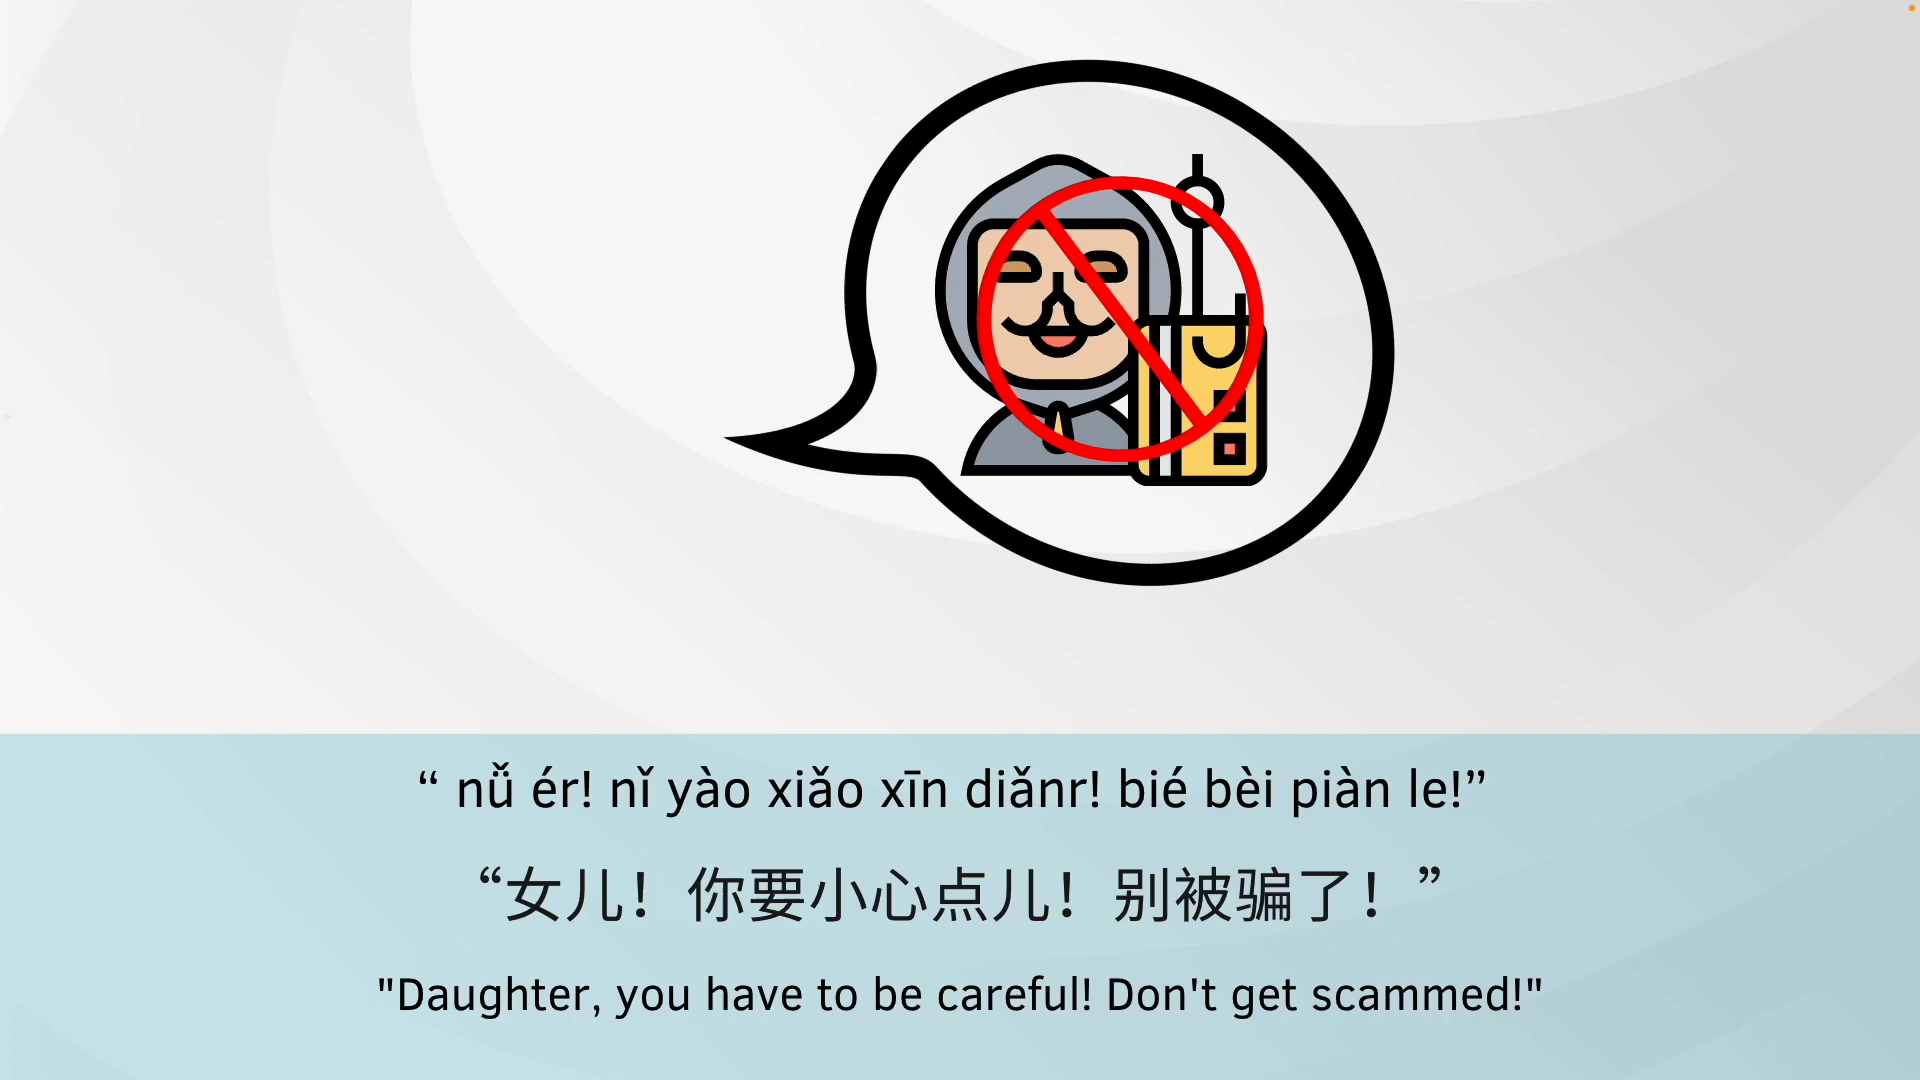 “ nǚ ér! nǐ yào xiǎo xīn diǎnr! bié bèi piàn le!”
“女儿！你要小心点儿！别被骗了！”
"Daughter, you have to be careful! Don't get scammed!"